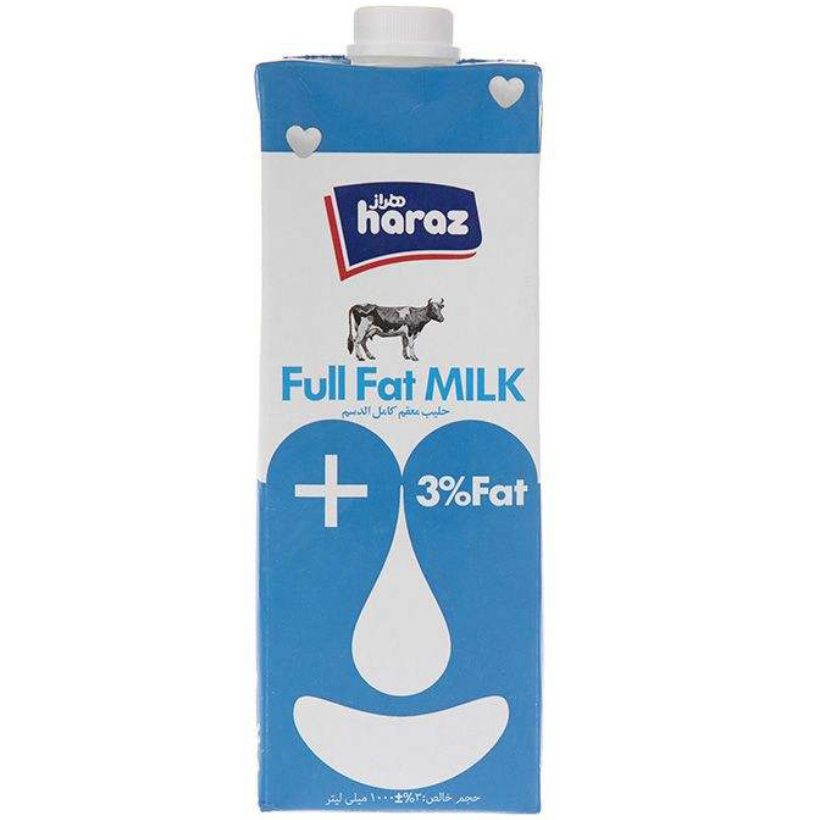 هراز
haraz
Full Fat MILK
حليب معقم كامل الدسم
+ 3%Fat
حجم خالص: ۳%±۱۰۰۰ میلی لیتر